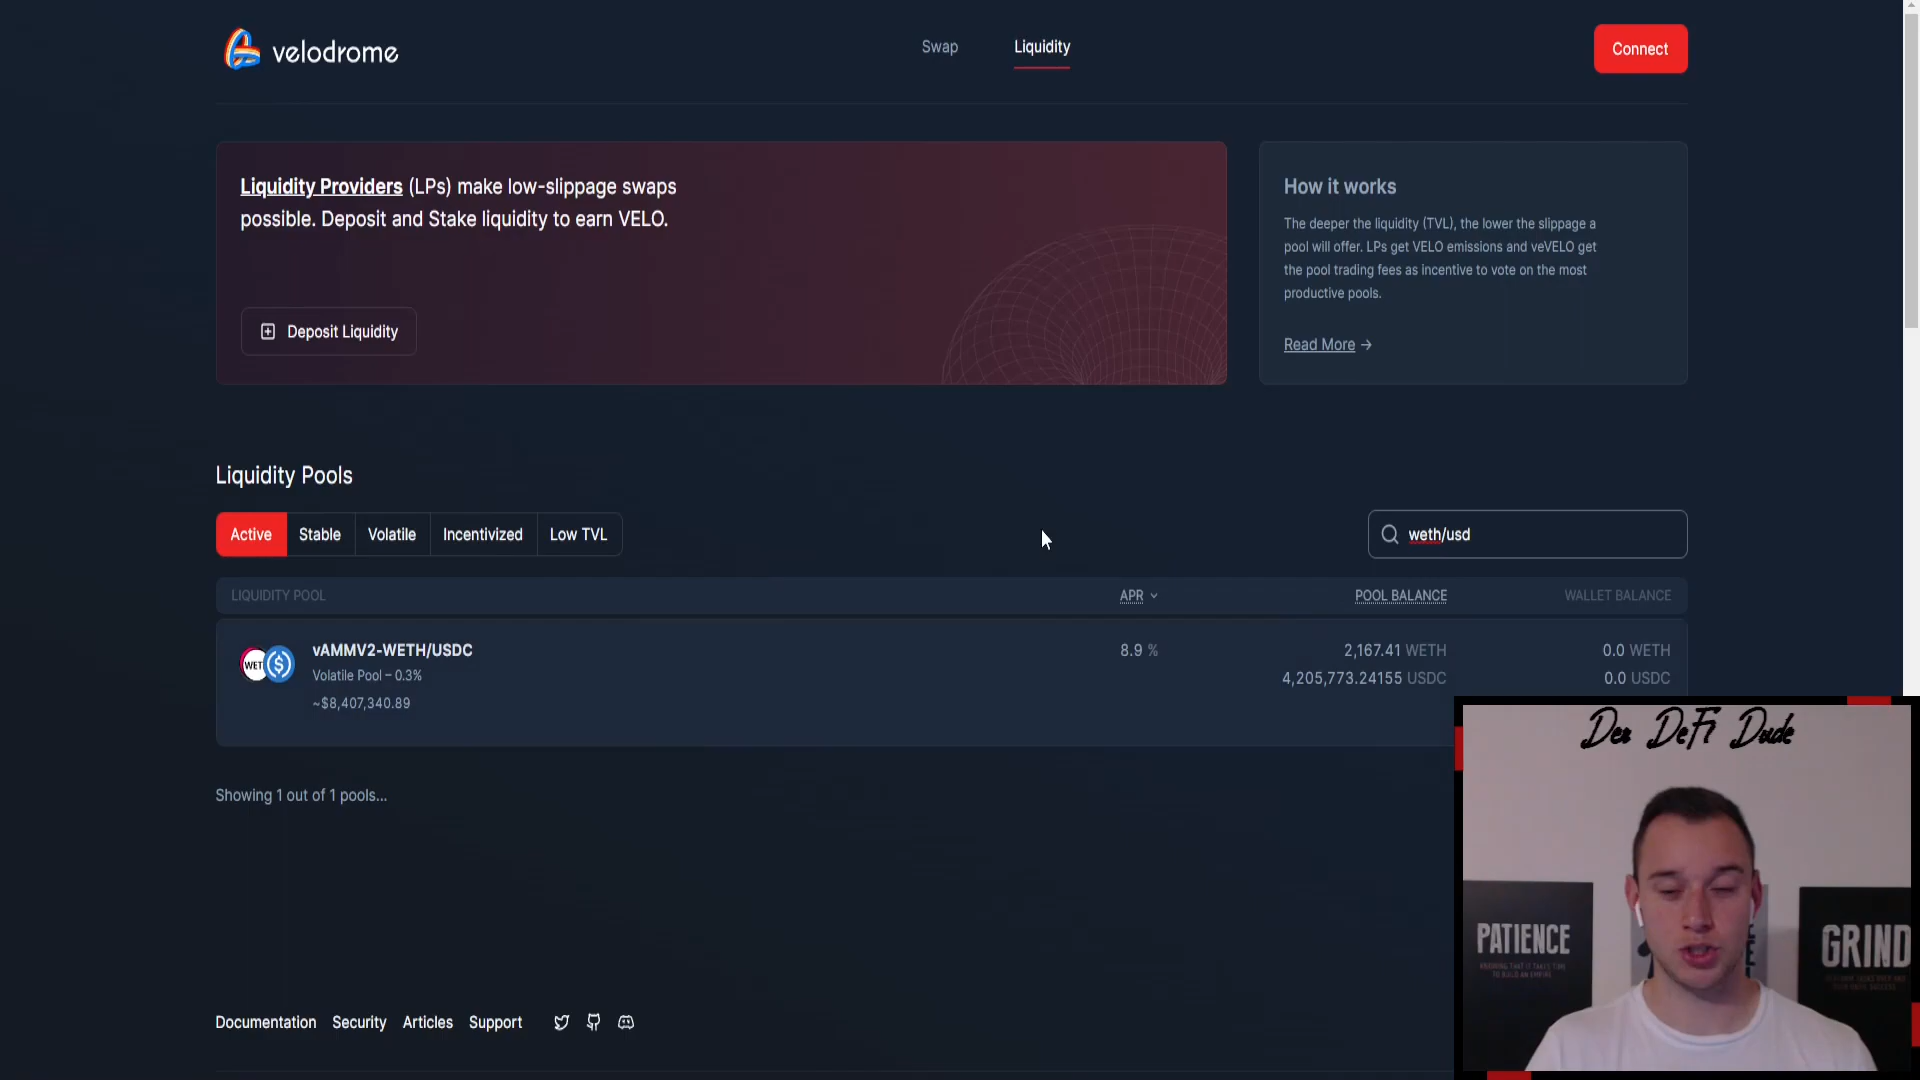 velodrome
Swap
Liquidity
Connect
Liquidity Providers (LPs) make low-slippage swaps
possible. Deposit and Stake liquidity to earn VELO.
Deposit Liquidity
How it works
The deeper the liquidity (TVL), the lower the slippage a
pool will offer. LPs get VELO emissions and veVELO get
the pool trading fees as incentive to vote on the most
productive pools.
Read More →
Liquidity Pools
Active
Stable
Volatile
Incentivized
Low TVL
weth/usd
LIQUIDITY POOL
APR
POOL BALANCE
WALLET BALANCE
WET
vAMMV2-WETH/USDC
Volatile Pool – 0.3%
~$8,407,340.89
8.9 %
2,167.41 WETH
4,205,773.24155 USDC
0.0 WETH
0.0 USDC
Showing 1 out of 1 pools...
Der DeFi Dude
PATIENCE
GRIND
Documentation
Security
Articles
Support